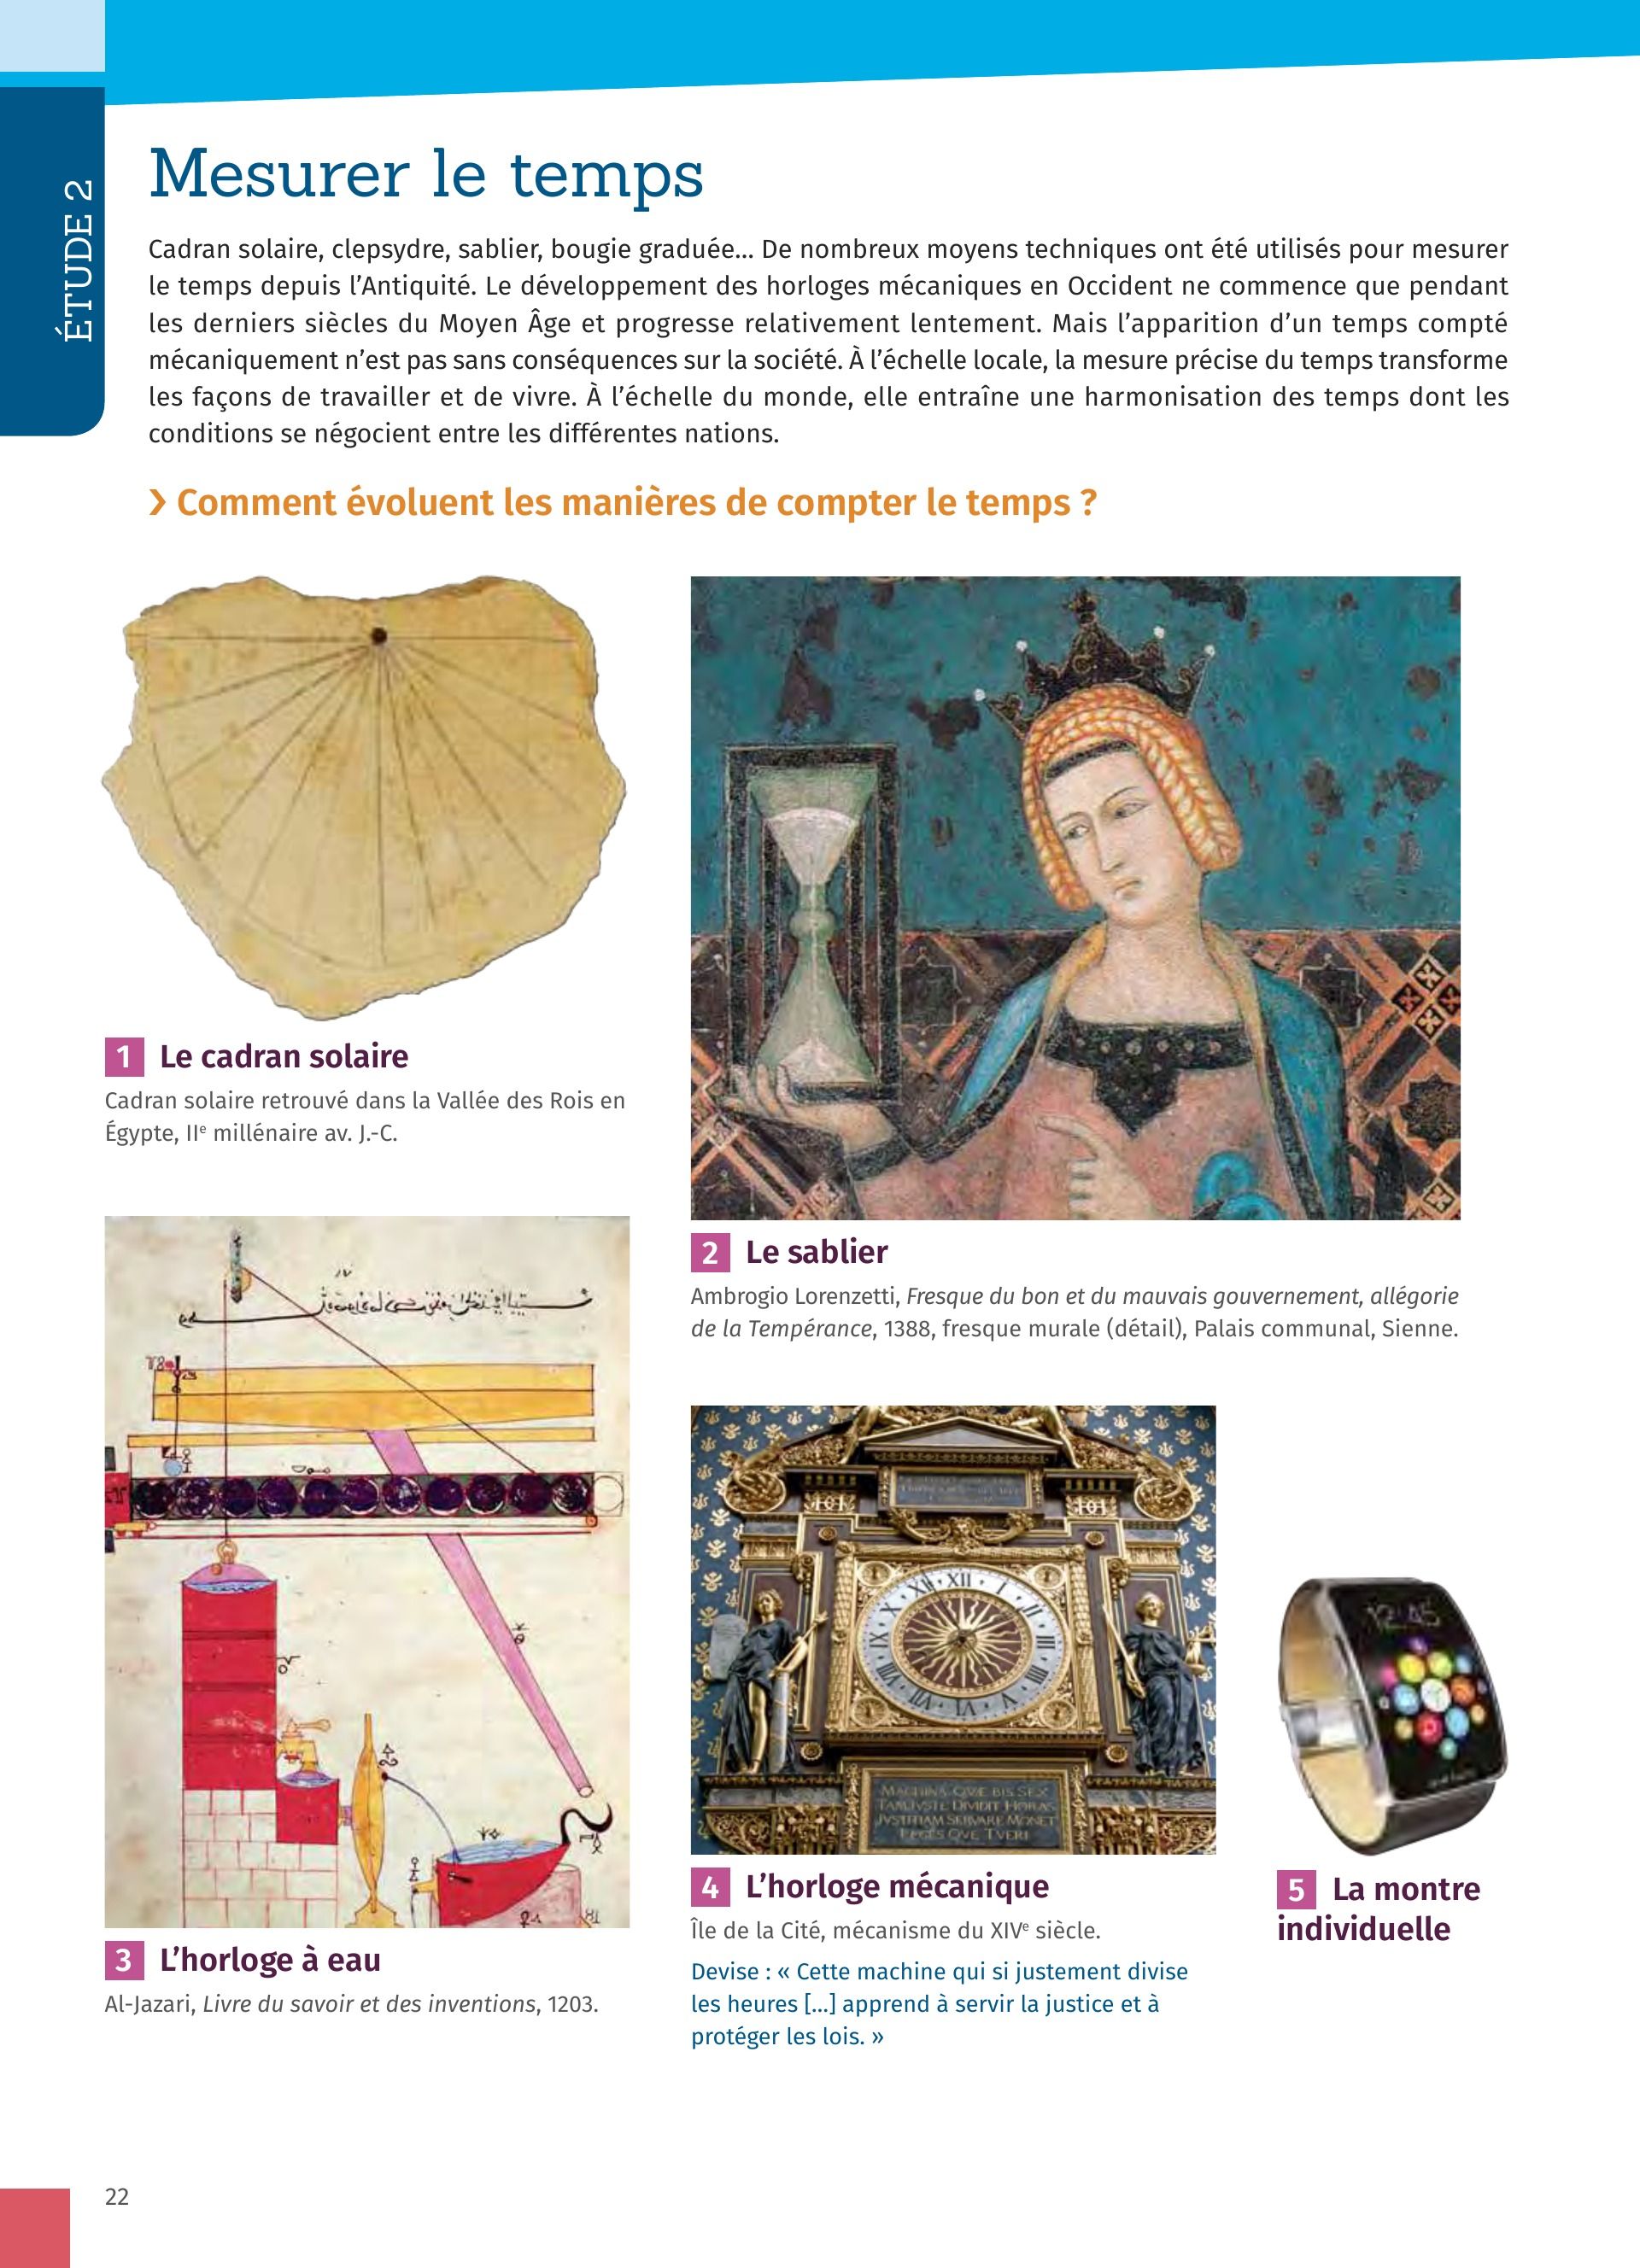 ÉTUDE 2
Mesurer le temps
Cadran solaire, clepsydre, sablier, bougie graduée... De nombreux moyens techniques ont été utilisés pour mesurer
le temps depuis l’Antiquité. Le développement des horloges mécaniques en Occident ne commence que pendant
les derniers siècles du Moyen Âge et progresse relativement lentement. Mais l’apparition d’un temps compté
mécaniquement n’est pas sans conséquences sur la société. À l’échelle locale, la mesure précise du temps transforme
les façons de travailler et de vivre. À l’échelle du monde, elle entraîne une harmonisation des temps dont les
conditions se négocient entre les différentes nations.
❯ Comment évoluent les manières de compter le temps ?
1 Le cadran solaire
Cadran solaire retrouvé dans la Vallée des Rois en
Égypte, IIe millénaire av. J.-C.
2 Le sablier
Ambrogio Lorenzetti, Fresque du bon et du mauvais gouvernement, allégorie
de la Tempérance, 1388, fresque murale (détail), Palais communal, Sienne.
3 L’horloge à eau
Al-Jazari, Livre du savoir et des inventions, 1203.
XII
I
II
III
IIII
V
VI
VII
VIII
IX
X
XI
MACHINA QVÆ BIS SEX
TAM IVSTE DIVIDIT HORAS
IVSTITIAM SERVARE MONET
LEGES QVE TVERI
4 L’horloge mécanique
Île de la Cité, mécanisme du XIVe siècle.
Devise : « Cette machine qui si justement divise
les heures [...] apprend à servir la justice et à
protéger les lois. »
12:45
5 La montre
individuelle
22